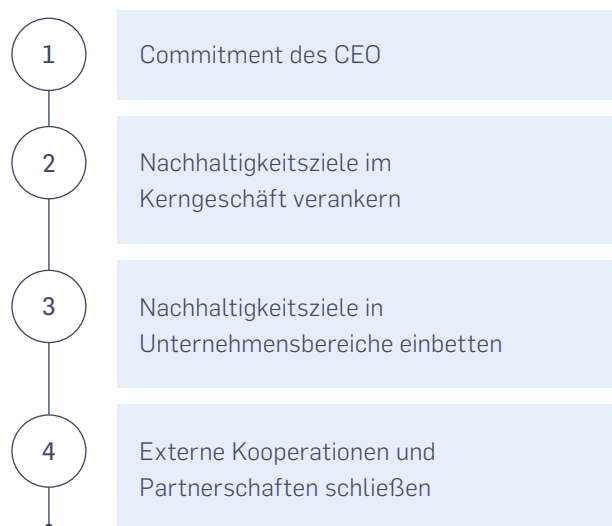 1
Commitment des CEO
2
Nachhaltigkeitsziele im
Kerngeschäft verankern
3
Nachhaltigkeitsziele in
Unternehmensbereiche einbetten
4
Externe Kooperationen und
Partnerschaften schließen